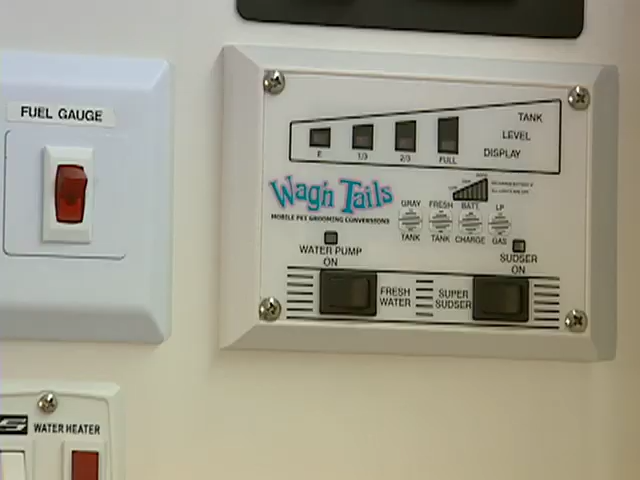 FUEL GAUGE
TANK
LEVEL
DISPLAY
E 1/3 2/3 FULL
Wag'n Tails
MOBILE PET GROOMING CONVERSIONS
GRAY FRESH BATT. LP
TANK TANK CHARGE GAS
WATER PUMP
ON
SUDSER
ON
FRESH
WATER
SUPER
SUDSER
WATER HEATER